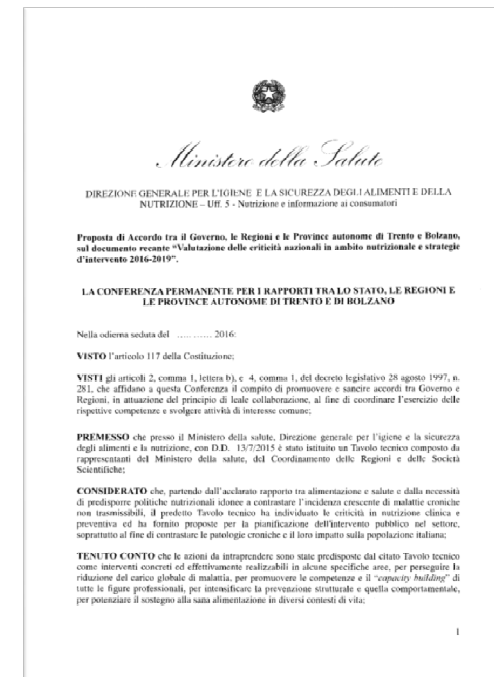 Ministero della Salute
DIREZIONE GENERALE PER L'IGIENE E LA SICUREZZA DEGLI ALIMENTI E DELLA
NUTRIZIONE – Uff. 5 - Nutrizione e informazione ai consumatori
Proposta di Accordo tra il Governo, le Regioni e le Province autonome di Trento e Bolzano,
sul documento recante "Valutazione delle criticità nazionali in ambito nutrizionale e strategie
d'intervento 2016-2019".
LA CONFERENZA PERMANENTE PER I RAPPORTI TRA LO STATO, LE REGIONI E
LE PROVINCE AUTONOME DI TRENTO E DI BOLZANO
Nella odierna seduta del ..... .......... 2016:
VISTO l'articolo 117 della Costituzione;
VISTI gli articoli 2, comma 1, lettera b), e 4, comma 1, del decreto legislativo 28 agosto 1997, n.
281, che affidano a questa Conferenza il compito di promuovere e sancire accordi tra Governo e
Regioni, in attuazione del principio di leale collaborazione, al fine di coordinare l'esercizio delle
rispettive competenze e svolgere attività di interesse comune;
PREMESSO che presso il Ministero della salute, Direzione generale per l'igiene e la sicurezza
degli alimenti e la nutrizione, con D.D. 13/7/2015 è stato istituito un Tavolo tecnico composto da
rappresentanti del Ministero della salute, del Coordinamento delle Regioni e delle Società
Scientifiche;
CONSIDERATO che, partendo dall'acclarato rapporto tra alimentazione e salute e dalla necessità
di predisporre politiche nutrizionali idonee a contrastare l'incidenza crescente di malattie croniche
non trasmissibili, il predetto Tavolo tecnico ha individuato le criticità in nutrizione clinica e
preventiva ed ha fornito proposte per la pianificazione dell'intervento pubblico nel settore,
soprattutto al fine di contrastare le patologie croniche e il loro impatto sulla popolazione italiana;
TENUTO CONTO che le azioni da intraprendere sono state predisposte dal citato Tavolo tecnico
come interventi concreti ed effettivamente realizzabili in alcune specifiche aree, per perseguire la
riduzione del carico globale di malattia, per promuovere le competenze e il "capacity building" di
tutte le figure professionali, per intensificare la prevenzione strutturale e quella comportamentale,
per potenziare il sostegno alla sana alimentazione in diversi contesti di vita;
1